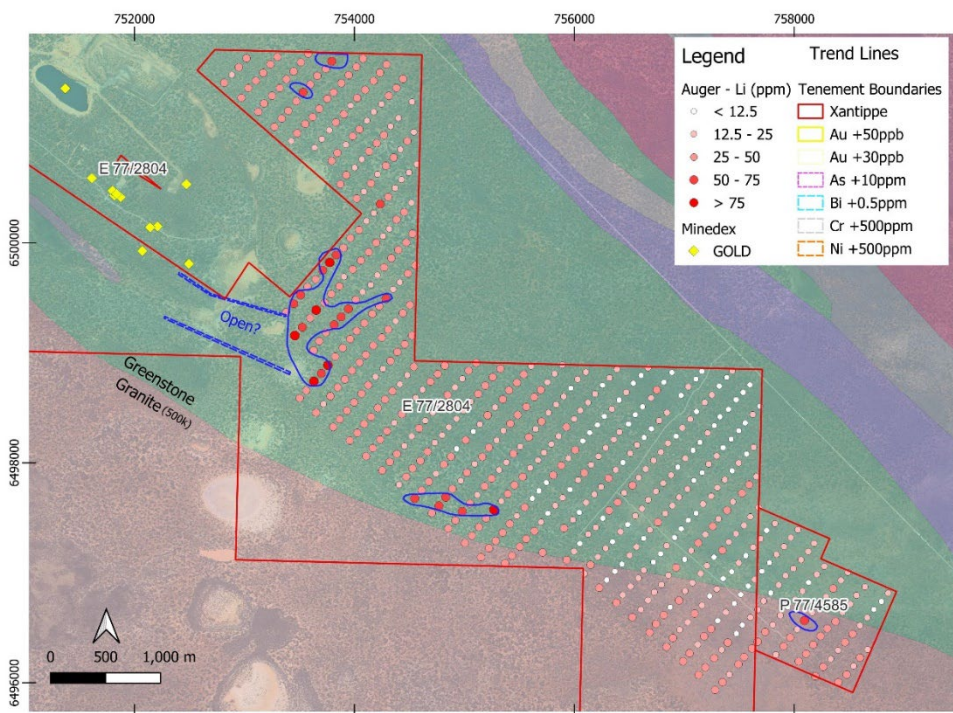 752000
754000
756000
758000
6500000
6498000
6496000
E 77/2804
Open?
Greenstone
Granite (500k)
E 77/2804
P 77/4585
0 500 1,000 m
Legend
Auger - Li (ppm)
< 12.5
12.5 - 25
25 - 50
50 - 75
> 75
Minedex
GOLD
Trend Lines
Tenement Boundaries
Xantippe
Au +50ppb
Au +30ppb
As +10ppm
Bi +0.5ppm
Cr +500ppm
Ni +500ppm